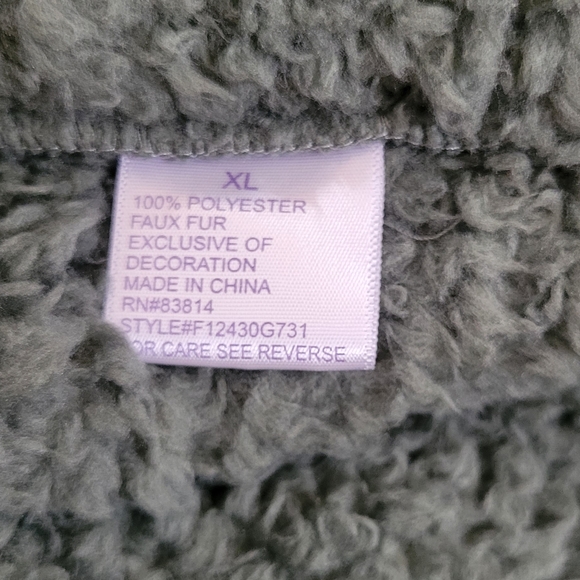 XL
100% POLYESTER
FAUX FUR
EXCLUSIVE OF
DECORATION
MADE IN CHINA
RN#83814
STYLE#F12430G731
OR CARE SEE REVERSE